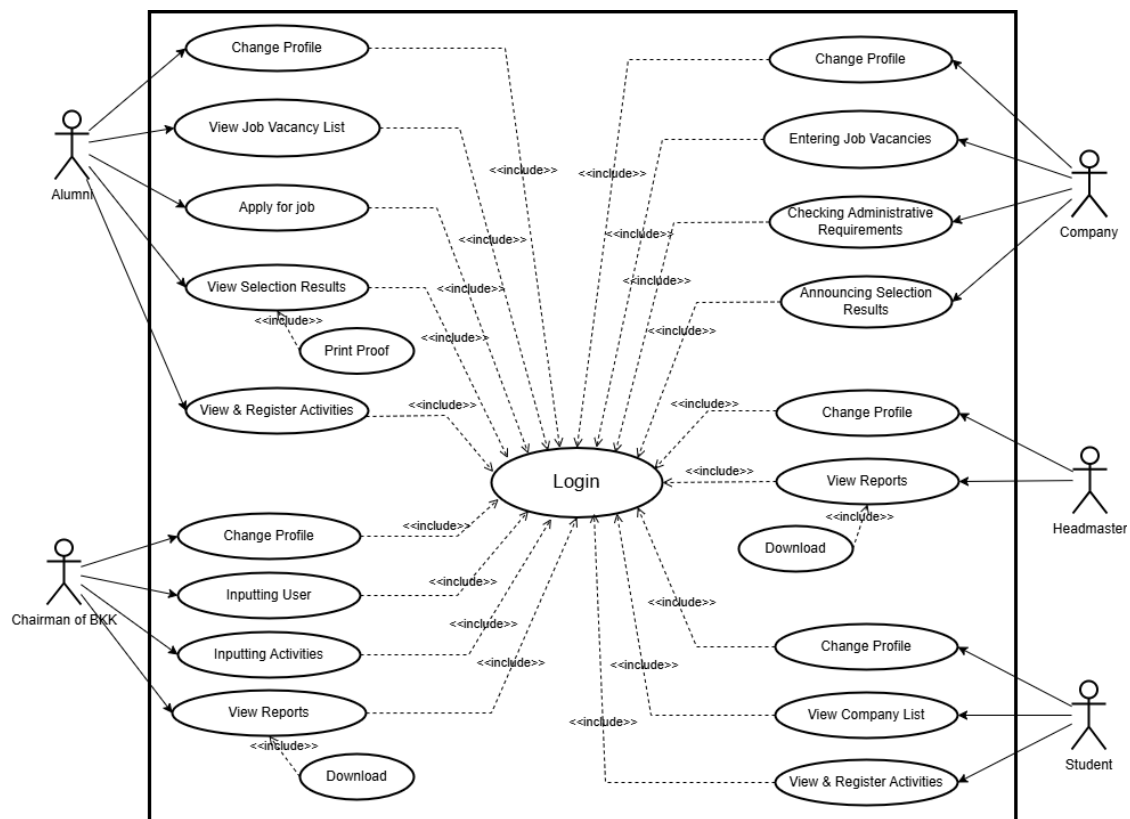 Change Profile
View Job Vacancy List
Alumni
Apply for job
View Selection Results
<<include>>
Print Proof
View & Register Activities
<<include>>
<<include>>
<<include>>
<<include>>
<<include>>
Change Profile
Entering Job Vacancies
Checking Administrative
Requirements
Company
Announcing Selection
Results
<<include>>
<<include>>
<<include>>
<<include>>
Login
Change Profile
<<include>>
View Reports
<<include>>
<<include>>
Download
Headmaster
Change Profile
<<include>>
Inputting User
<<include>>
Chairman of BKK
Inputting Activities
<<include>>
View Reports
<<include>>
<<include>>
Download
Change Profile
<<include>>
View Company List
<<include>>
Student
View & Register Activities
<<include>>